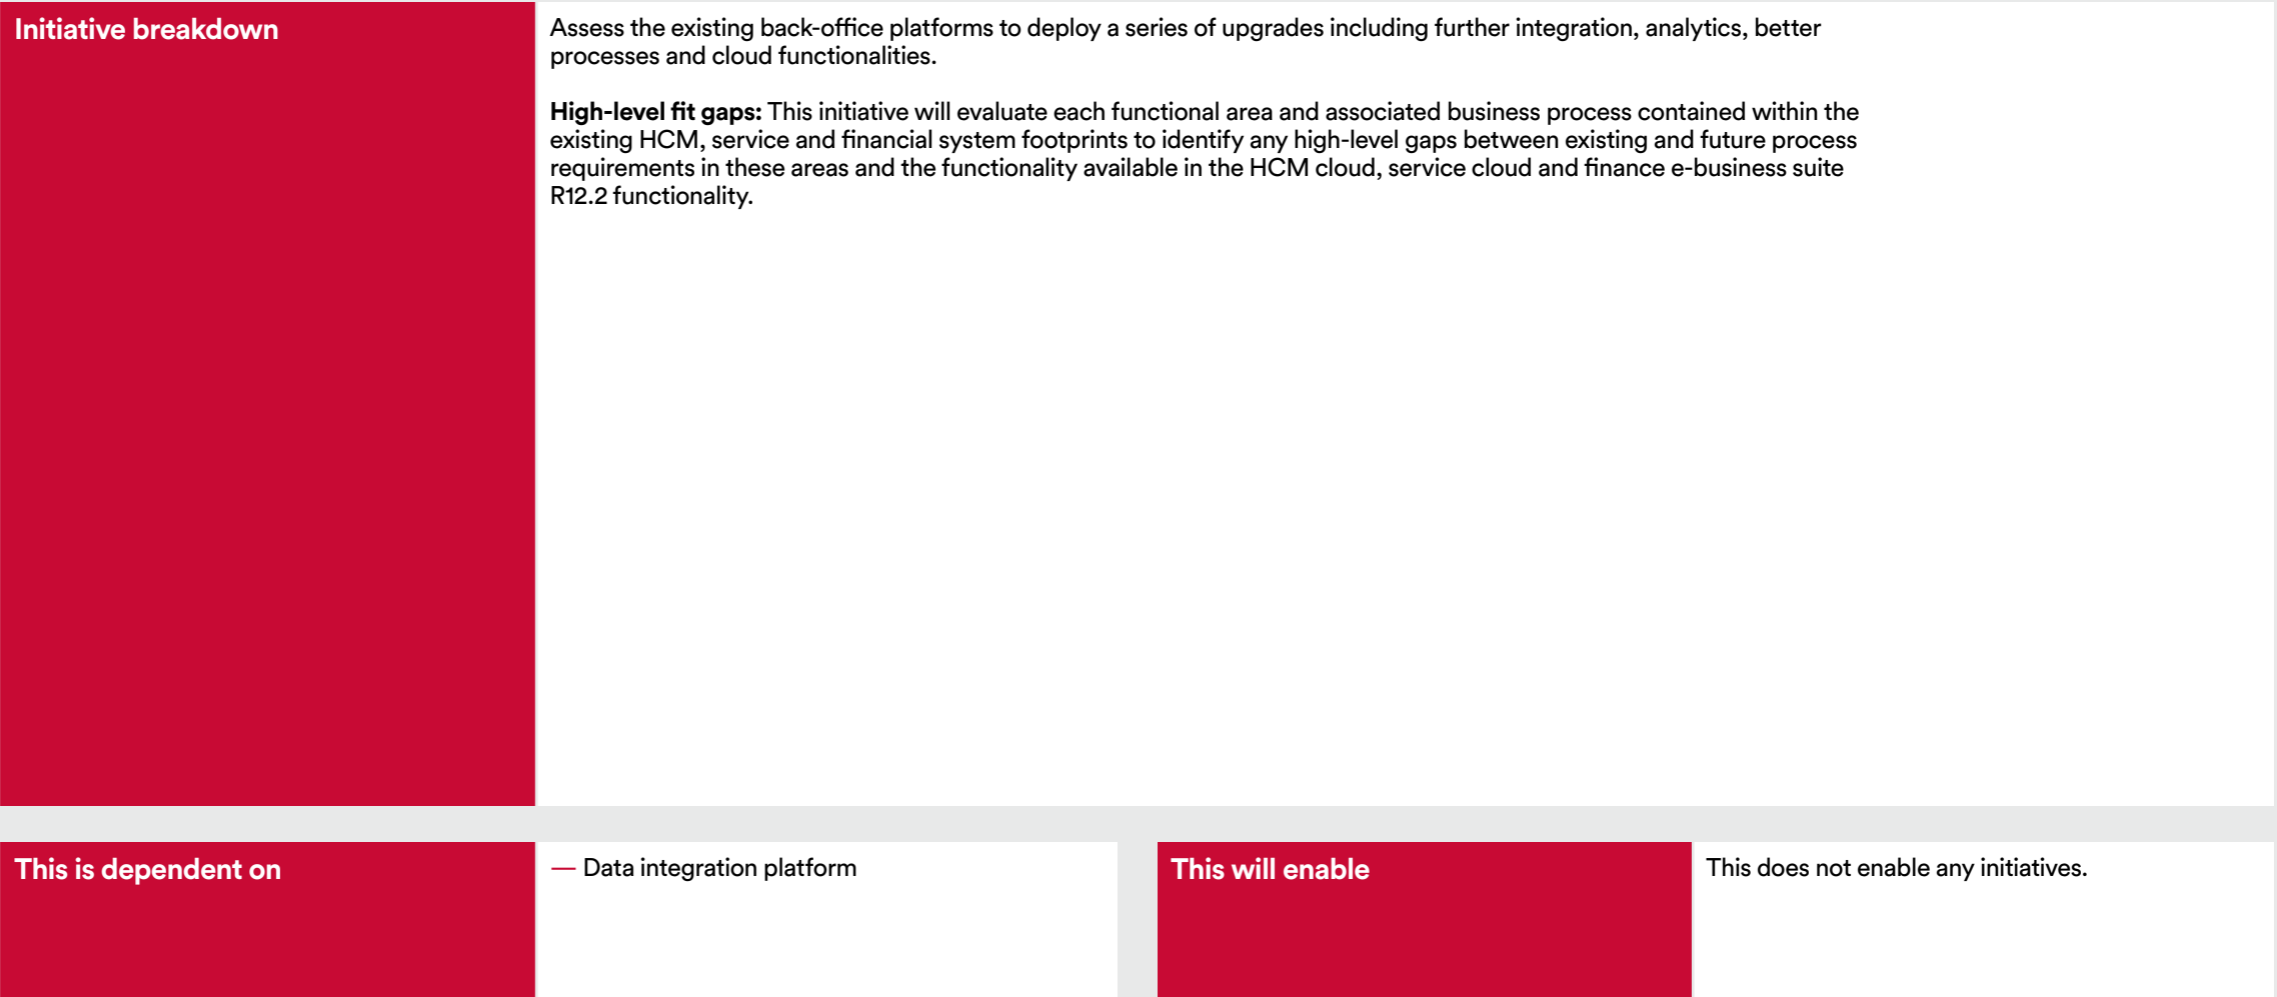 Initiative breakdown
Assess the existing back-office platforms to deploy a series of upgrades including further integration, analytics, better
processes and cloud functionalities.
High-level fit gaps: This initiative will evaluate each functional area and associated business process contained within the
existing HCM, service and financial system footprints to identify any high-level gaps between existing and future process
requirements in these areas and the functionality available in the HCM cloud, service cloud and finance e-business suite
R12.2 functionality.
This is dependent on
— Data integration platform
This will enable
This does not enable any initiatives.